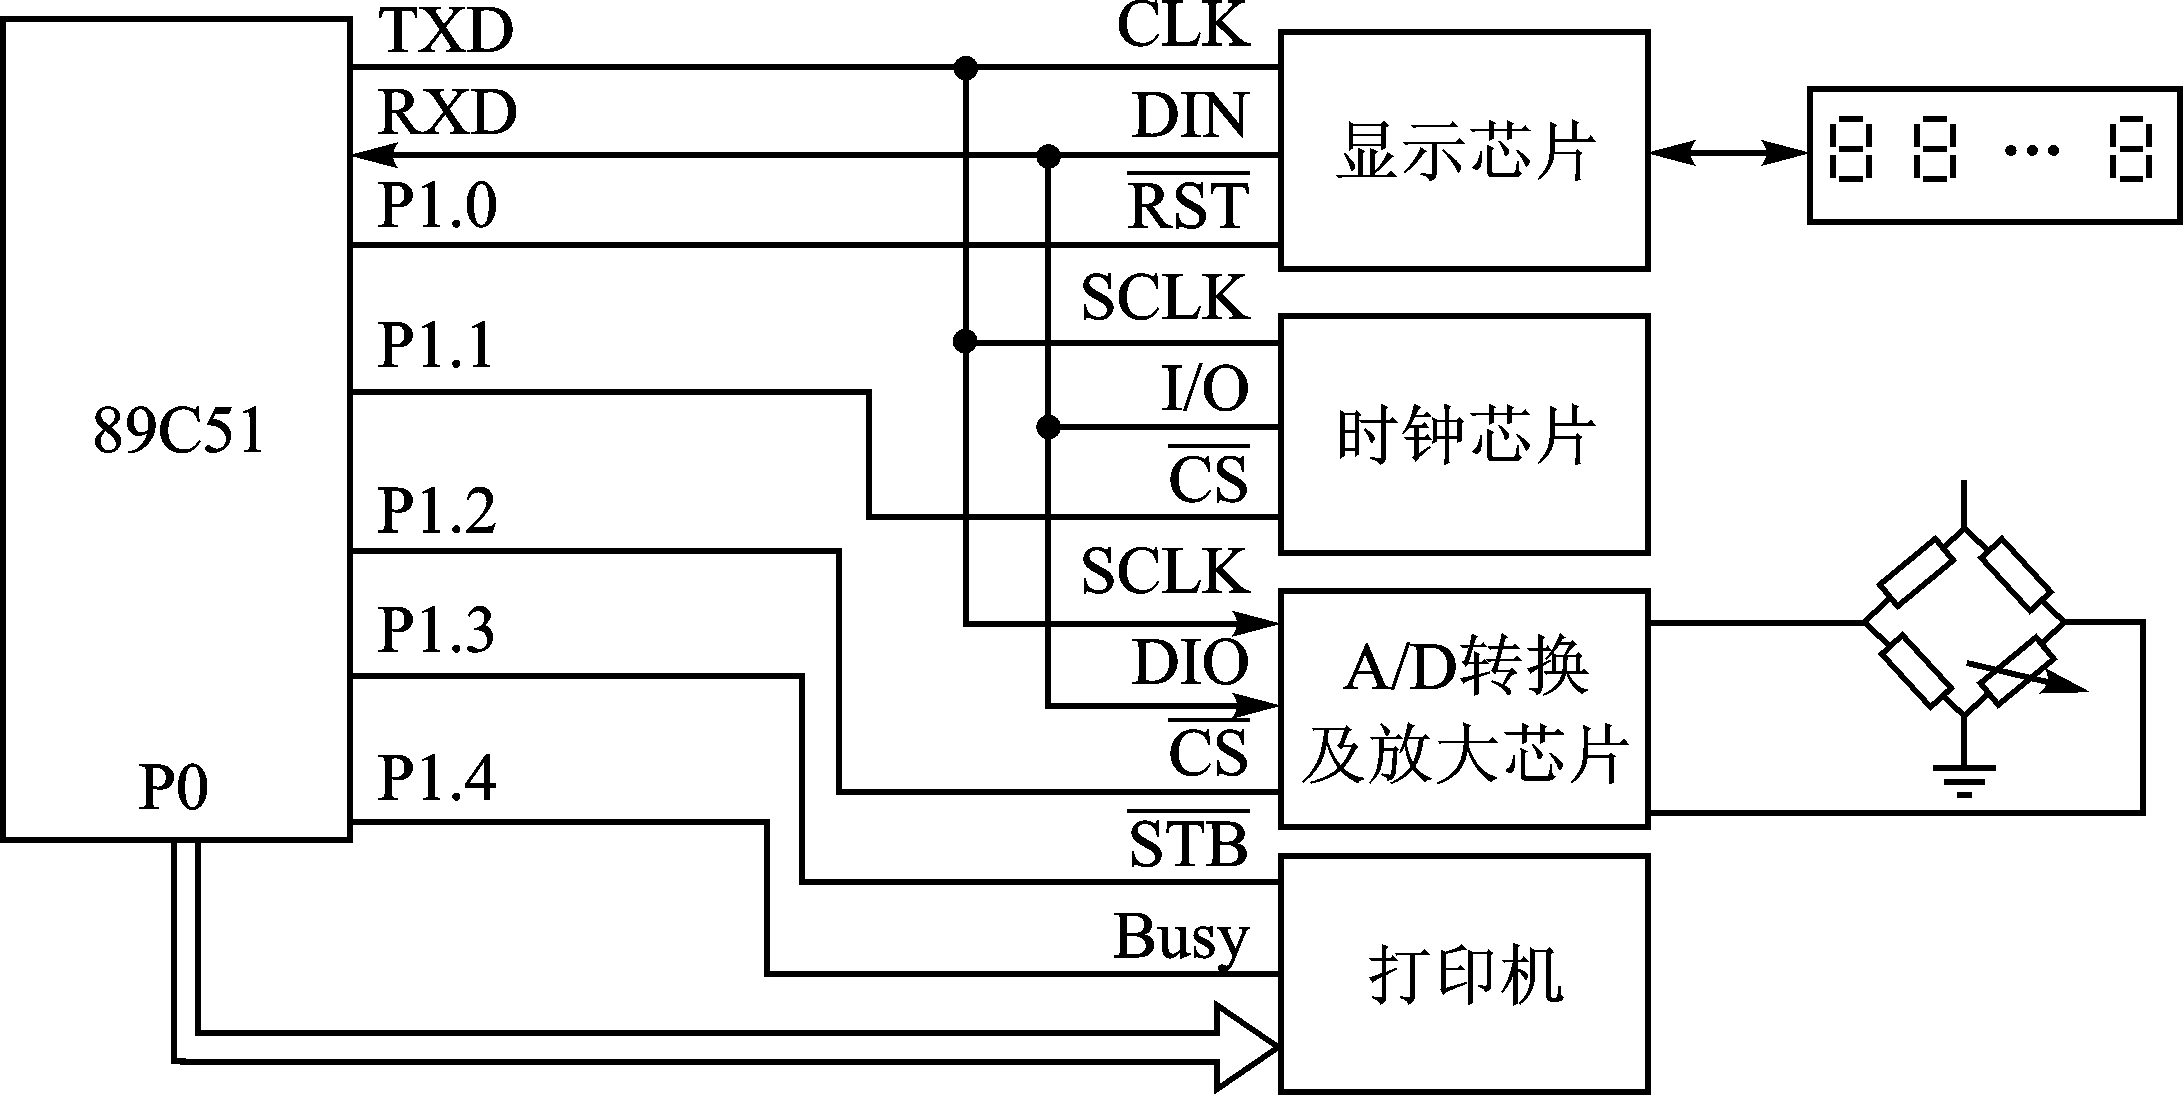 TXD
CLK
RXD
DIN
显示芯片
P1.0
RST
SCLK
P1.1
I/O
时钟芯片
89C51
CS
P1.2
SCLK
P1.3
DIO
A/D转换
及放大芯片
CS
P1.4
P0
STB
Busy
打印机